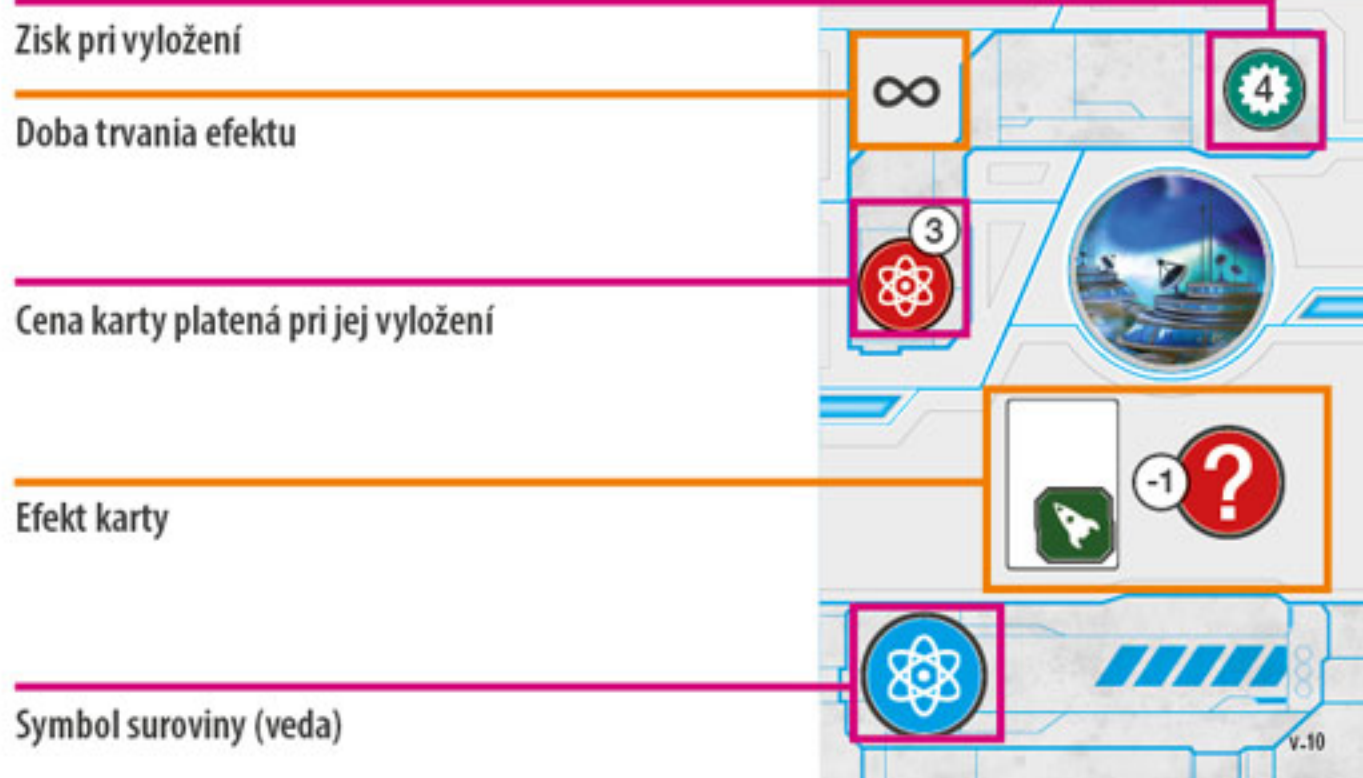 Zisk pri vyložení
∞
4
Doba trvania efektu
3
Cena karty platená pri jej vyložení
-1 ?
Efekt karty
Symbol suroviny (veda)
v-10